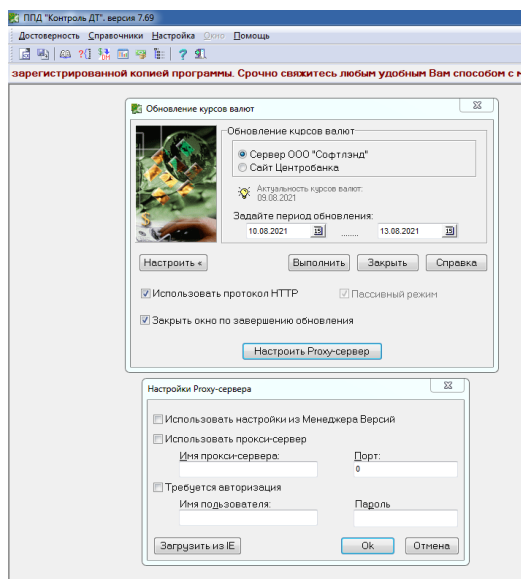 ППД "Контроль ДТ". версия 7.69
Достоверность Справочники Настройка Окно Помощь
зарегистрированной копией программы. Срочно свяжитесь любым удобным Вам способом с
Обновление курсов валют
Обновление курсов валют
Сервер ООО "Софтлэнд"
Сайт Центробанка
Актуальность курсов валют:
09.08.2021
Задайте период обновления:
10.08.2021 15 ........ 13.08.2021 15
Настроить « Выполнить Закрыть Справка
Использовать протокол HTTP Пассивный режим
Закрыть окно по завершению обновления
Настроить Proxy-сервер
Настройки Proxy-сервера
Использовать настройки из Менеджера Версий
Использовать прокси-сервер
Имя прокси-сервера: Порт:
0
Требуется авторизация
Имя пользователя: Пароль
Загрузить из IE Ok Отмена